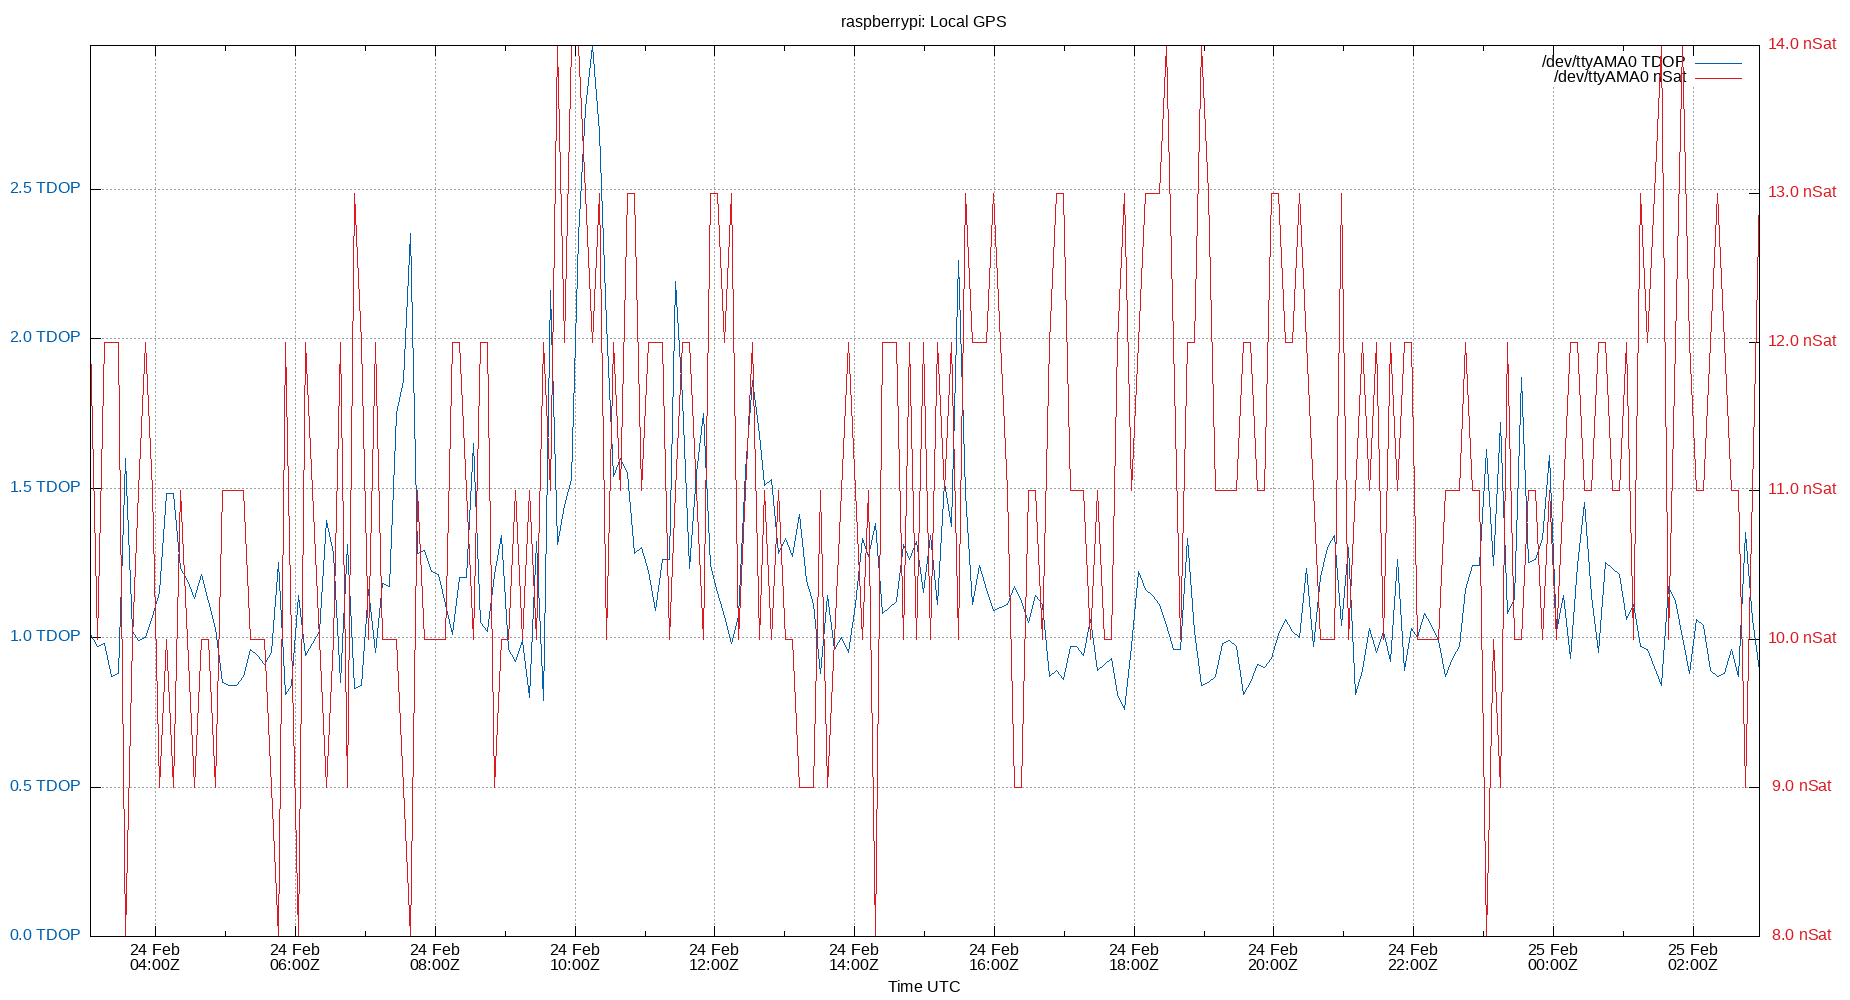 raspberrypi: Local GPS
/dev/ttyAMA0 TDOP
/dev/ttyAMA0 nSat
2.5 TDOP
2.0 TDOP
1.5 TDOP
1.0 TDOP
0.5 TDOP
0.0 TDOP
14.0 nSat
13.0 nSat
12.0 nSat
11.0 nSat
10.0 nSat
9.0 nSat
8.0 nSat
24 Feb
04:00Z
24 Feb
06:00Z
24 Feb
08:00Z
24 Feb
10:00Z
24 Feb
12:00Z
24 Feb
14:00Z
24 Feb
16:00Z
24 Feb
18:00Z
24 Feb
20:00Z
24 Feb
22:00Z
25 Feb
00:00Z
25 Feb
02:00Z
Time UTC